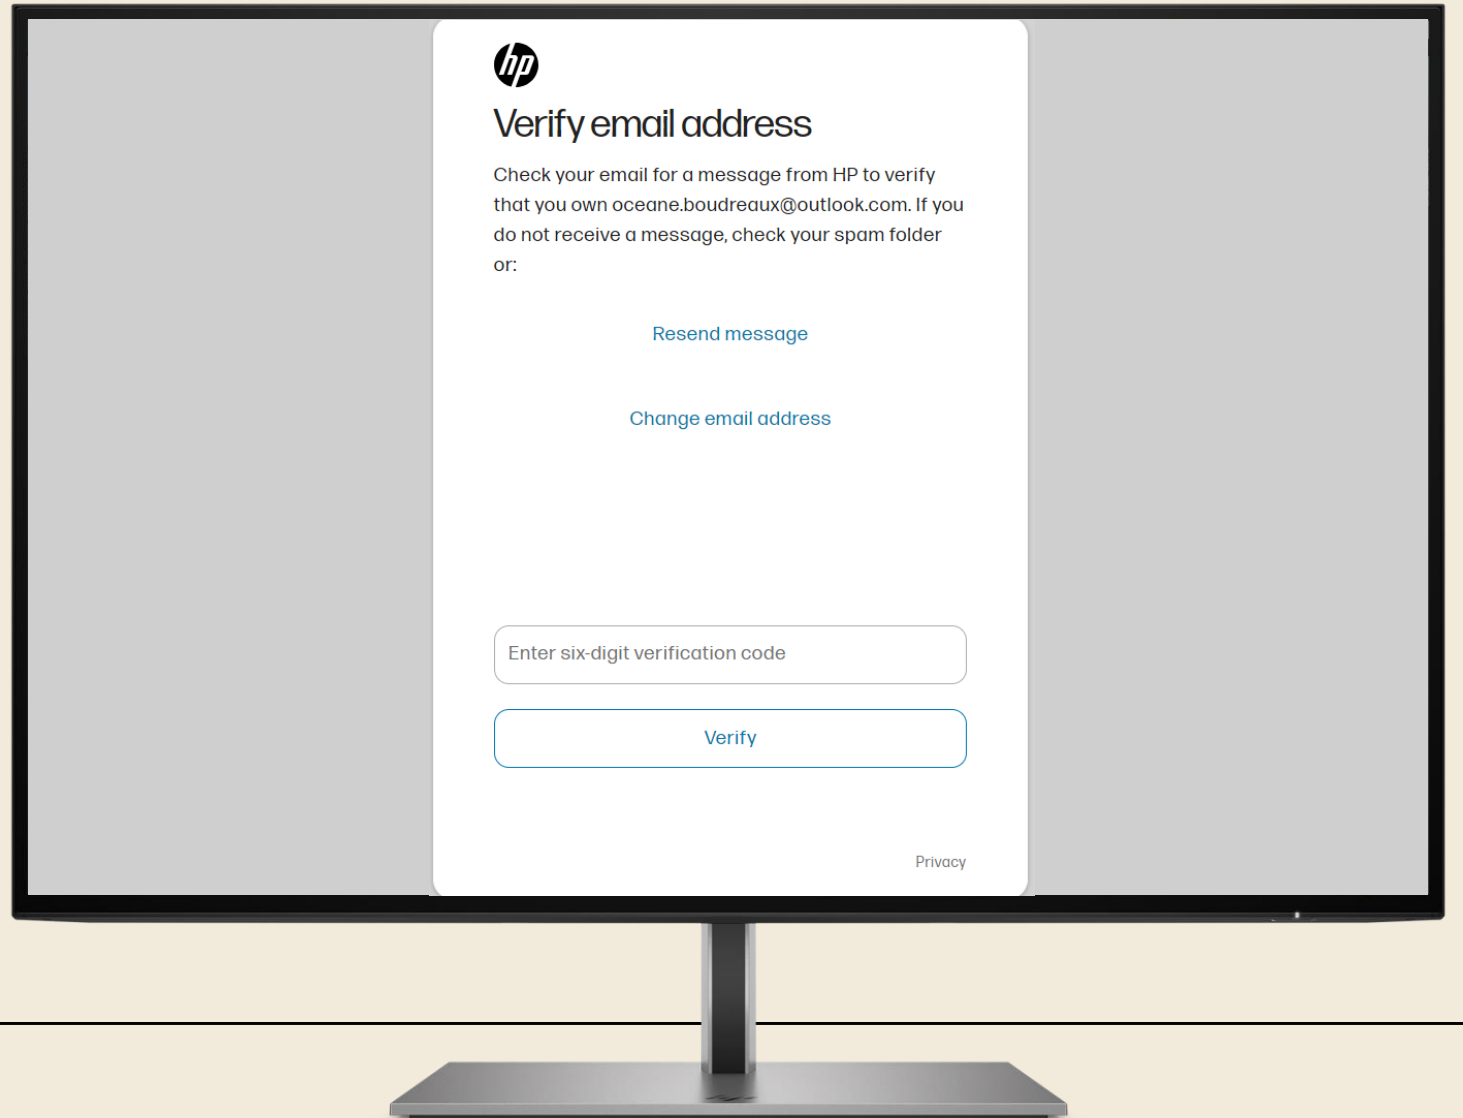 hp
Verify email address
Check your email for a message from HP to verify
that you own oceane.boudreaux@outlook.com. If you
do not receive a message, check your spam folder
or:
Resend message
Change email address
Enter six-digit verification code
Verify
Privacy
hp